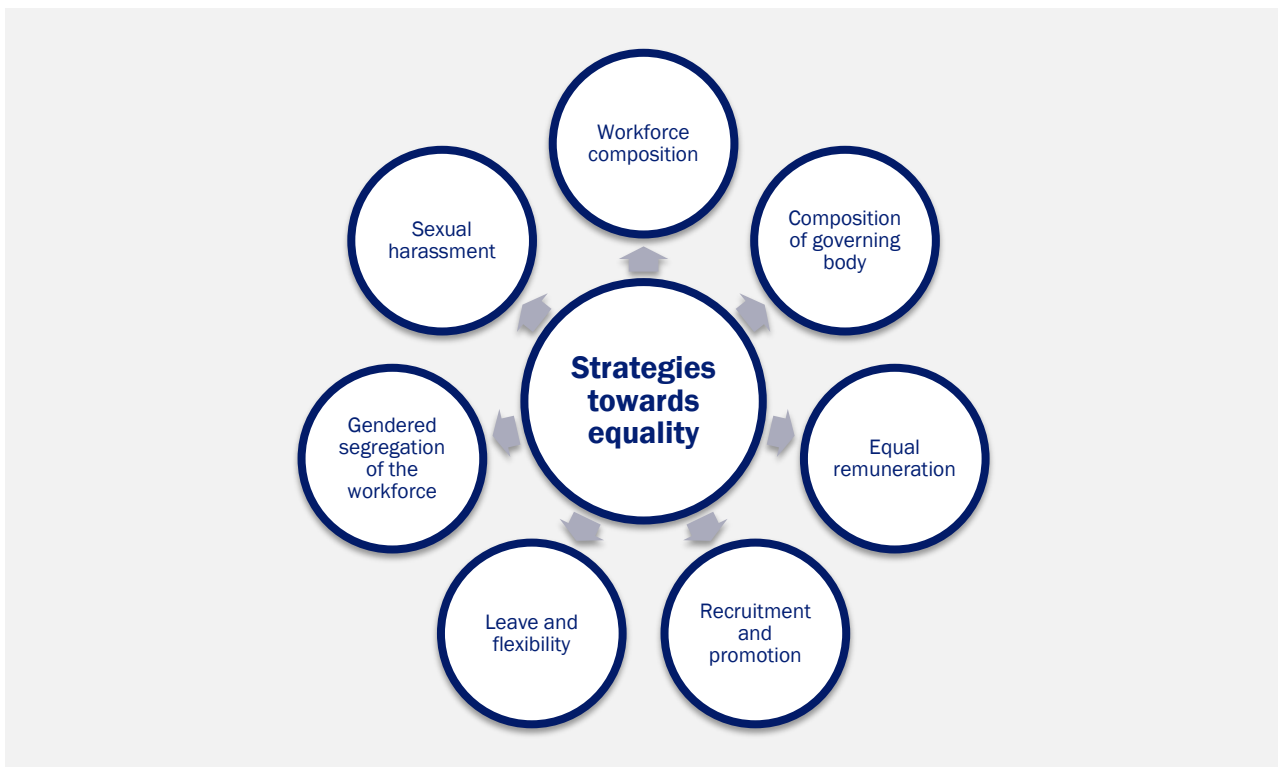 Workforce
composition
Composition
of governing
body
Equal
remuneration
Recruitment
and
promotion
Leave and
flexibility
Gendered
segregation
of the
workforce
Sexual
harassment
Strategies
towards
equality